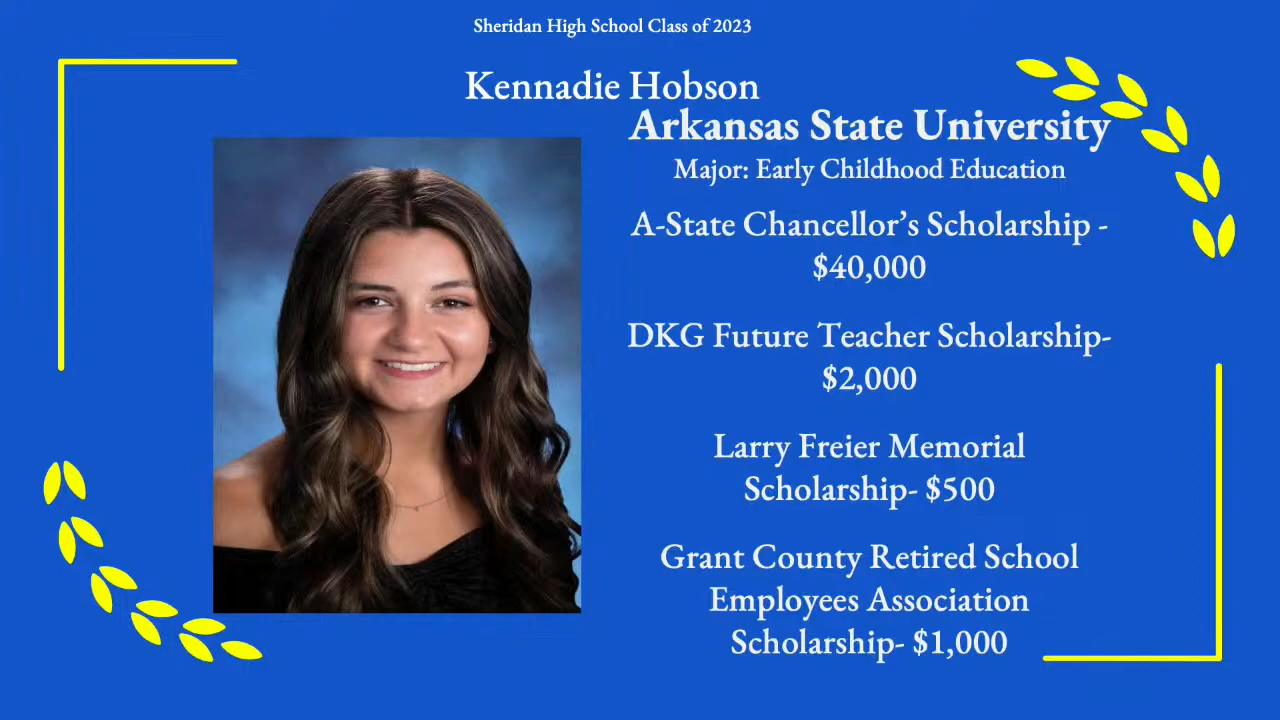 Sheridan High School Class of 2023
Kennadie Hobson
Arkansas State University
Major: Early Childhood Education
A-State Chancellor’s Scholarship -
$40,000
DKG Future Teacher Scholarship-
$2,000
Larry Freier Memorial
Scholarship- $500
Grant County Retired School
Employees Association
Scholarship- $1,000